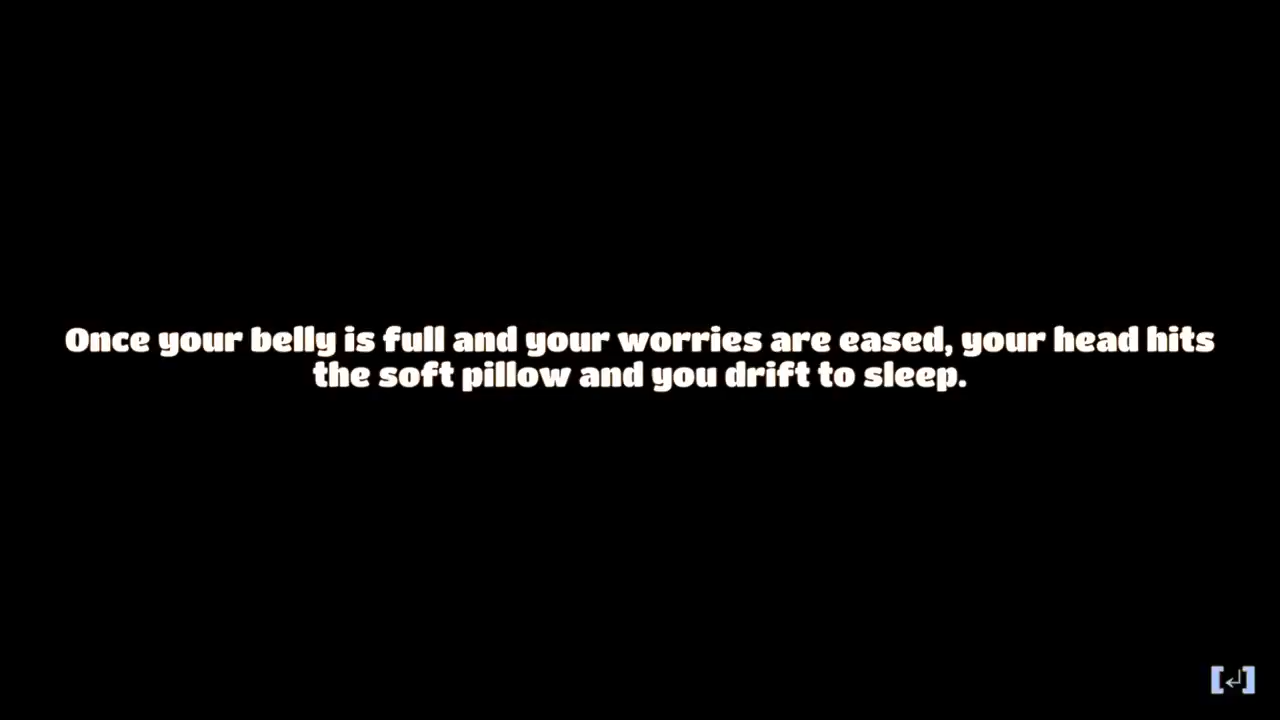 Once your belly is full and your worries are eased, your head hits
the soft pillow and you drift to sleep.
[↵]